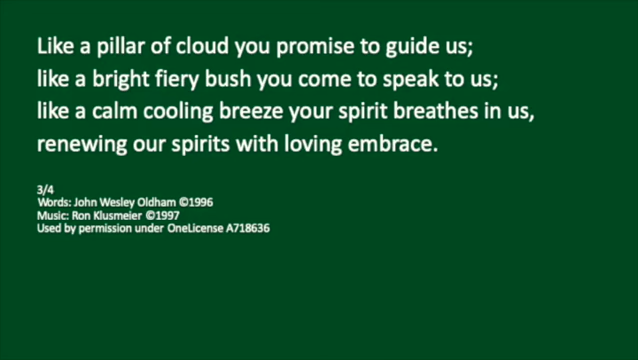 Like a pillar of cloud you promise to guide us;
like a bright fiery bush you come to speak to us;
like a calm cooling breeze your spirit breathes in us,
renewing our spirits with loving embrace.
3/4
Words: John Wesley Oldham ©1996
Music: Ron Klusmeier ©1997
Used by permission under OneLicense A718636